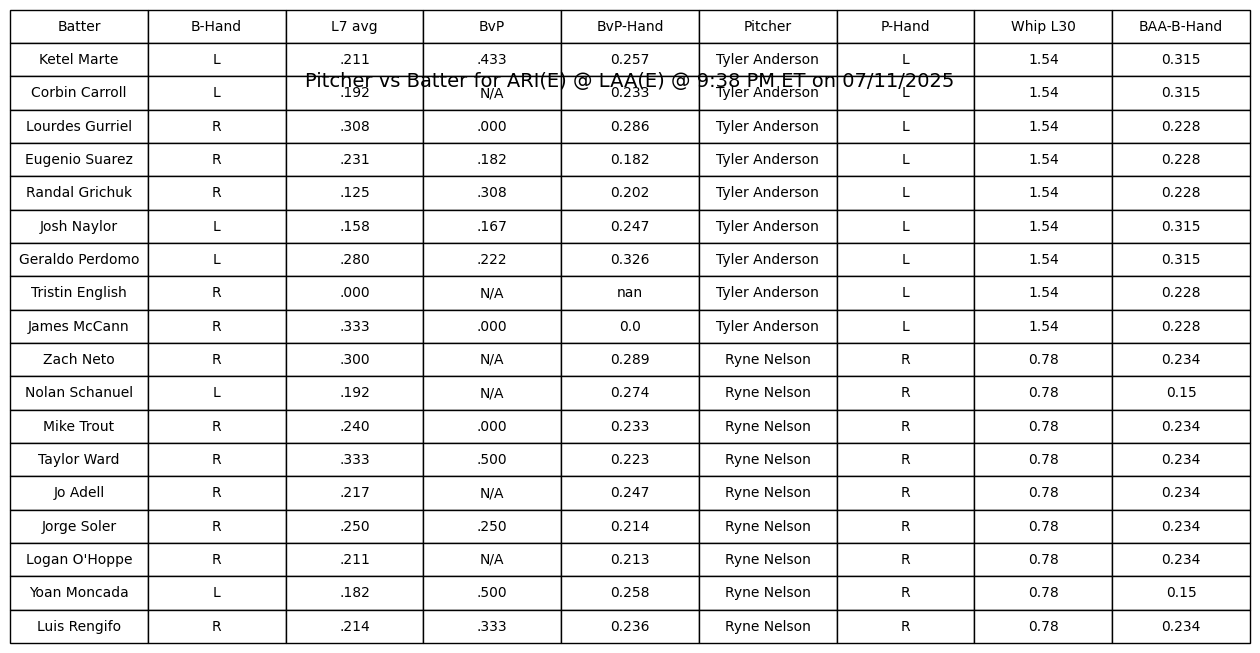 Batter B-Hand L7 avg BvP BvP-Hand Pitcher P-Hand Whip L30 BAA-B-Hand
Ketel Marte L .211 .433 0.257 Tyler Anderson L 1.54 0.315
Pitcher vs Batter for ARI(E) @ LAA(E) @ 9:38 PM ET on 07/11/2025
Corbin Carroll L .192 N/A 0.233 Tyler Anderson L 1.54 0.315
Lourdes Gurriel R .308 .000 0.286 Tyler Anderson L 1.54 0.228
Eugenio Suarez R .231 .182 0.182 Tyler Anderson L 1.54 0.228
Randal Grichuk R .125 .308 0.202 Tyler Anderson L 1.54 0.228
Josh Naylor L .158 .167 0.247 Tyler Anderson L 1.54 0.315
Geraldo Perdomo L .280 .222 0.326 Tyler Anderson L 1.54 0.315
Tristin English R .000 N/A nan Tyler Anderson L 1.54 0.228
James McCann R .333 .000 0.0 Tyler Anderson L 1.54 0.228
Zach Neto R .300 N/A 0.289 Ryne Nelson R 0.78 0.234
Nolan Schanuel L .192 N/A 0.274 Ryne Nelson R 0.78 0.15
Mike Trout R .240 .000 0.233 Ryne Nelson R 0.78 0.234
Taylor Ward R .333 .500 0.223 Ryne Nelson R 0.78 0.234
Jo Adell R .217 N/A 0.247 Ryne Nelson R 0.78 0.234
Jorge Soler R .250 .250 0.214 Ryne Nelson R 0.78 0.234
Logan O'Hoppe R .211 N/A 0.213 Ryne Nelson R 0.78 0.234
Yoan Moncada L .182 .500 0.258 Ryne Nelson R 0.78 0.15
Luis Rengifo R .214 .333 0.236 Ryne Nelson R 0.78 0.234